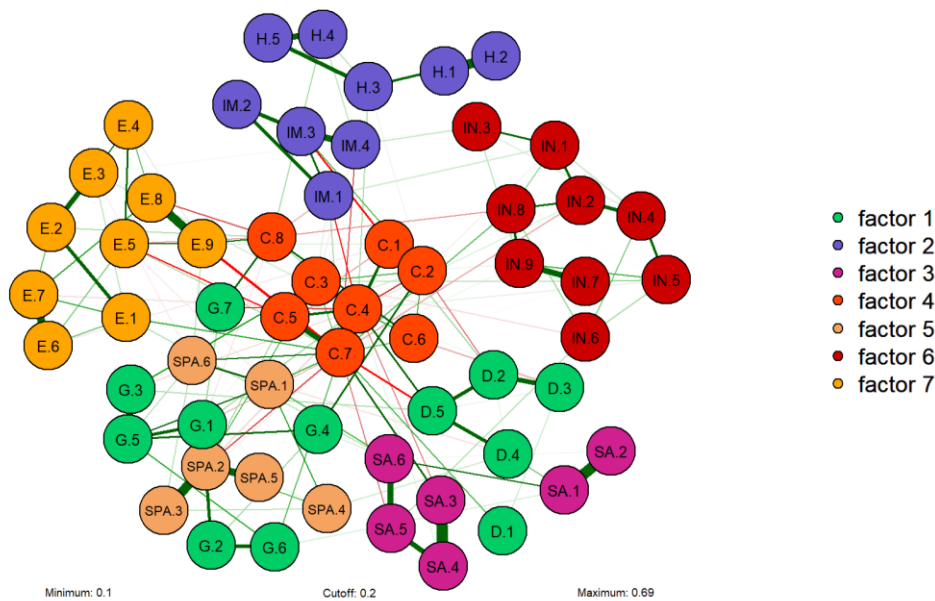 H.5
H.4
H.2
H.1
H.3
IM.2
IM.3
IM.4
IM.1
IN.3
IN.1
IN.2
IN.4
IN.8
IN.9
IN.7
IN.5
IN.6
E.4
E.3
E.8
E.2
E.5
E.9
E.7
E.1
E.6
C.8
C.1
C.2
C.3
C.4
C.5
C.6
C.7
G.7
SPA.6
SPA.1
G.3
G.1
G.5
G.4
SPA.2
SPA.5
SPA.3
SPA.4
G.2
G.6
D.2
D.3
D.5
D.4
D.1
SA.6
SA.3
SA.5
SA.4
SA.2
SA.1
factor 1
factor 2
factor 3
factor 4
factor 5
factor 6
factor 7
Minimum: 0.1
Cutoff: 0.2
Maximum: 0.69